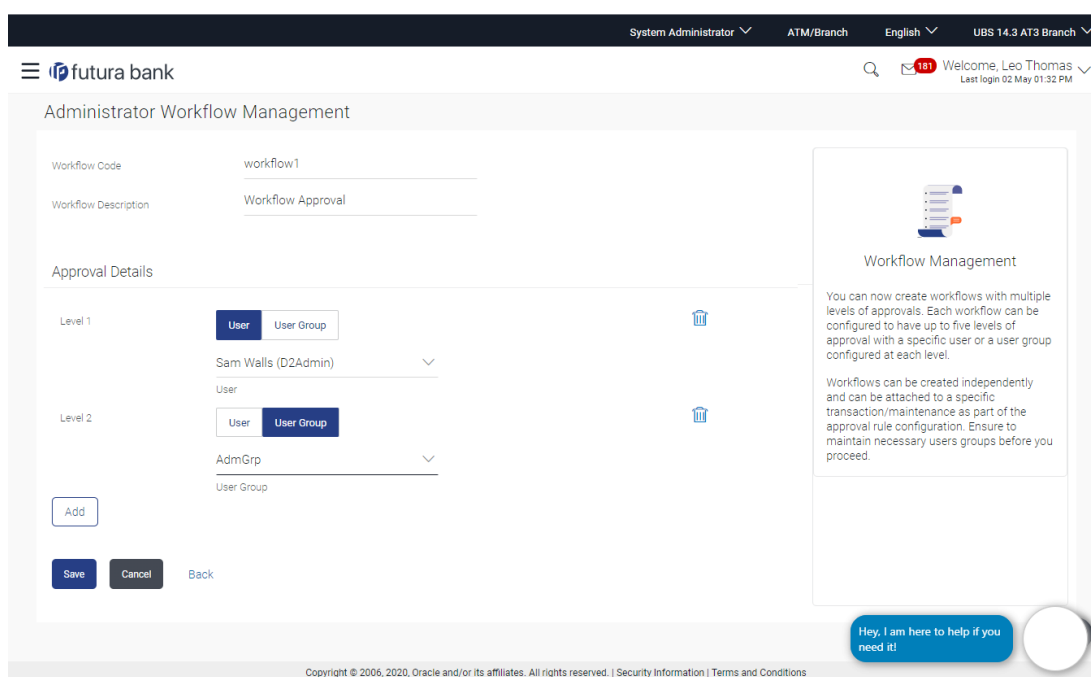 System Administrator ATM/Branch English UBS 14.3 AT3 Branch
futura bank
181
Welcome, Leo Thomas
Last login 02 May 01:32 PM
Administrator Workflow Management
Workflow Code workflow1
Workflow Description Workflow Approval
Approval Details
Level 1 User User Group
Sam Walls (D2Admin)
User
Level 2 User User Group
AdmGrp
User Group
Add
Save Cancel Back
Workflow Management
You can now create workflows with multiple
levels of approvals. Each workflow can be
configured to have up to five levels of
approval with a specific user or a user group
configured at each level.
Workflows can be created independently
and can be attached to a specific
transaction/maintenance as part of the
approval rule configuration. Ensure to
maintain necessary users groups before you
proceed.
Hey, I am here to help if you
need it!
Copyright © 2006, 2020, Oracle and/or its affiliates. All rights reserved. | Security Information | Terms and Conditions